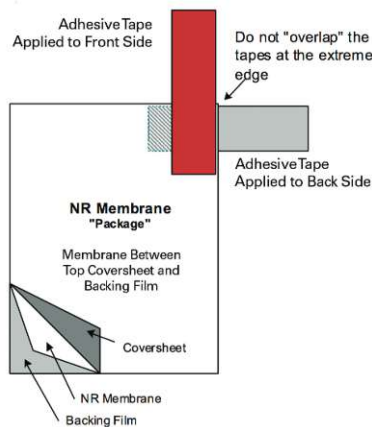 Adhesive Tape
Applied to Front Side
Do not "overlap" the
tapes at the extreme
edge
Adhesive Tape
Applied to Back Side
NR Membrane
"Package"
Membrane Between
Top Coversheet and
Backing Film
Coversheet
NR Membrane
Backing Film